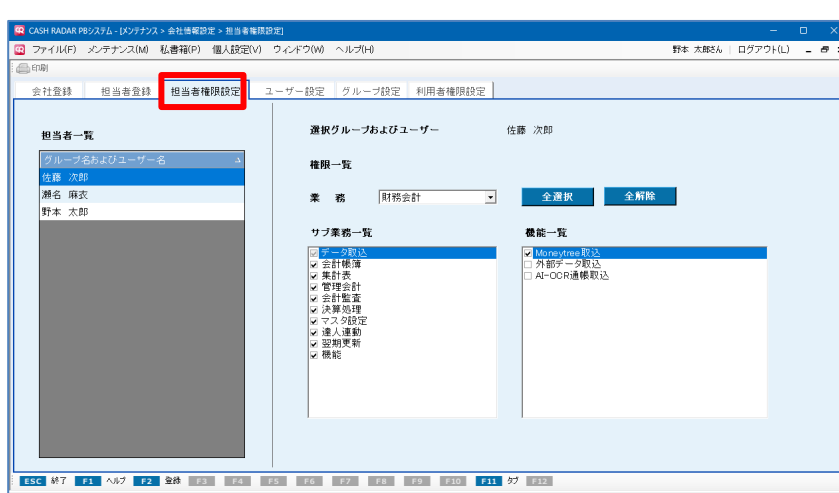 CASH RADAR PBシステム - [メンテナンス > 会社情報設定 > 担当者権限設定]
ファイル(F) メンテナンス(M) 私書箱(P) 個人設定(V) ウィンドウ(W) ヘルプ(H) 野本 太郎さん ログアウト(L)
印刷
会社登録 担当者登録 担当者権限設定 ユーザー設定 グループ設定 利用者権限設定
担当者一覧
グループ名およびユーザー名
佐藤 次郎
瀬名 麻衣
野本 太郎
選択グループおよびユーザー 佐藤 次郎
権限一覧
業 務 財務会計 全選択 全解除
サブ業務一覧
データ取込
会計帳簿
集計表
管理会計
会計監査
決算処理
マスタ設定
達人連動
翌期更新
機能
機能一覧
Moneytree取込
外部データ取込
AI-OCR通帳取込
ESC 終了 F1 ヘルプ F2 登録 F3 F4 F5 F6 F7 F8 F9 F10 F11 タブ F12